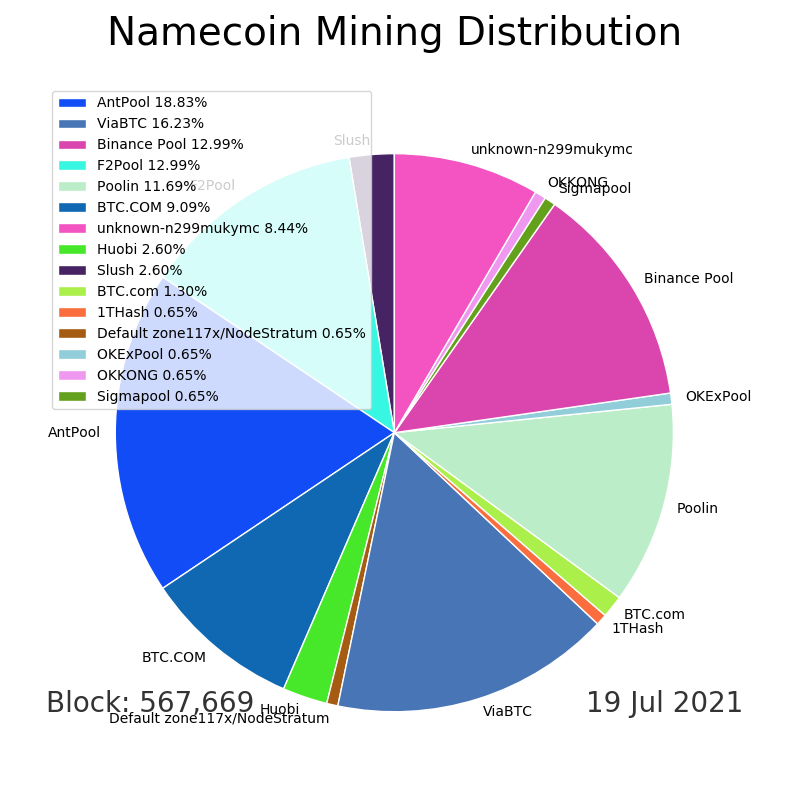 Namecoin Mining Distribution
AntPool 18.83%
ViaBTC 16.23%
Binance Pool 12.99%
F2Pool 12.99%
Poolin 11.69%
BTC.COM 9.09%
unknown-n299mukymc 8.44%
Huobi 2.60%
Slush 2.60%
BTC.com 1.30%
1THash 0.65%
Default zone117x/NodeStratum 0.65%
OKExPool 0.65%
OKKONG 0.65%
Sigmapool 0.65%
Slush
unknown-n299mukymc
OKKONG
Sigmapool
F2Pool
Binance Pool
OKExPool
AntPool
Poolin
BTC.com
1THash
BTC.COM
Huobi
ViaBTC
Default zone117x/NodeStratum
Block: 567,669
19 Jul 2021